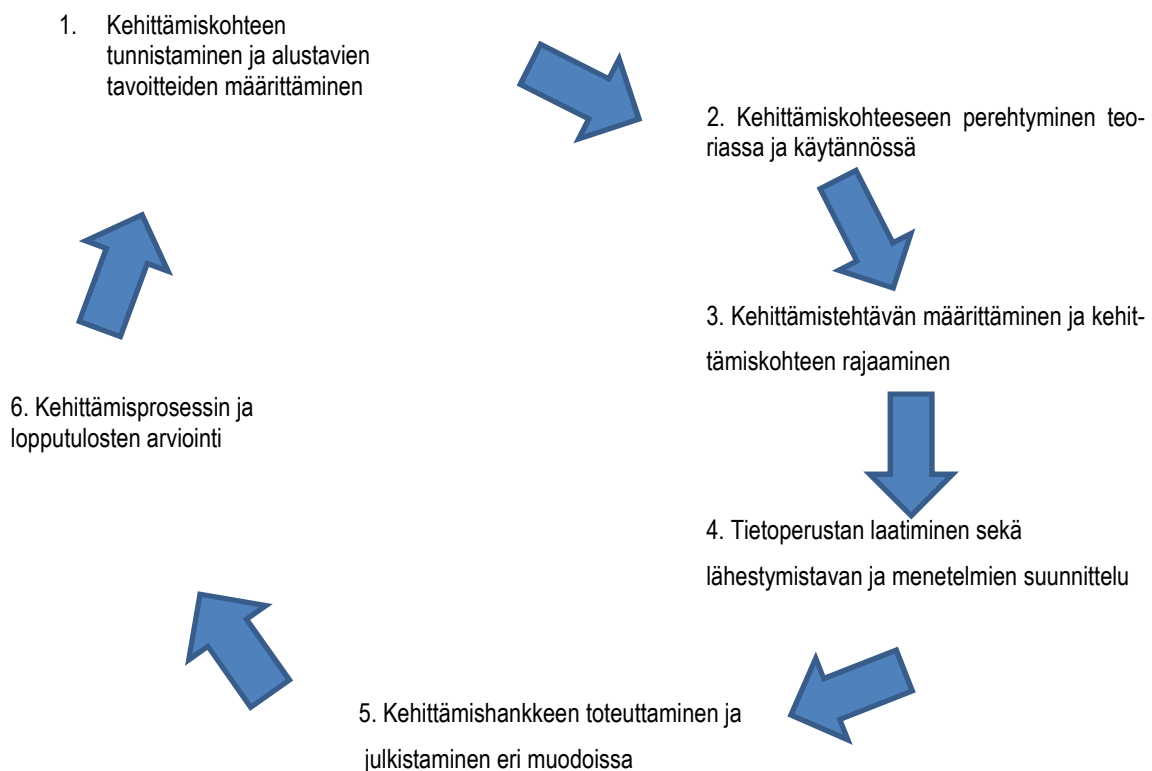 1. Kehittämiskohteen
tunnistaminen ja alustavien
tavoitteiden määrittäminen
2. Kehittämiskohteeseen perehtyminen teo-
riassa ja käytännössä
3. Kehittämistehtävän määrittäminen ja kehit-
tämiskohteen rajaaminen
4. Tietoperustan laatiminen sekä
lähestymistavan ja menetelmien suunnittelu
5. Kehittämishankkeen toteuttaminen ja
julkistaminen eri muodoissa
6. Kehittämisprosessin ja
lopputulosten arviointi